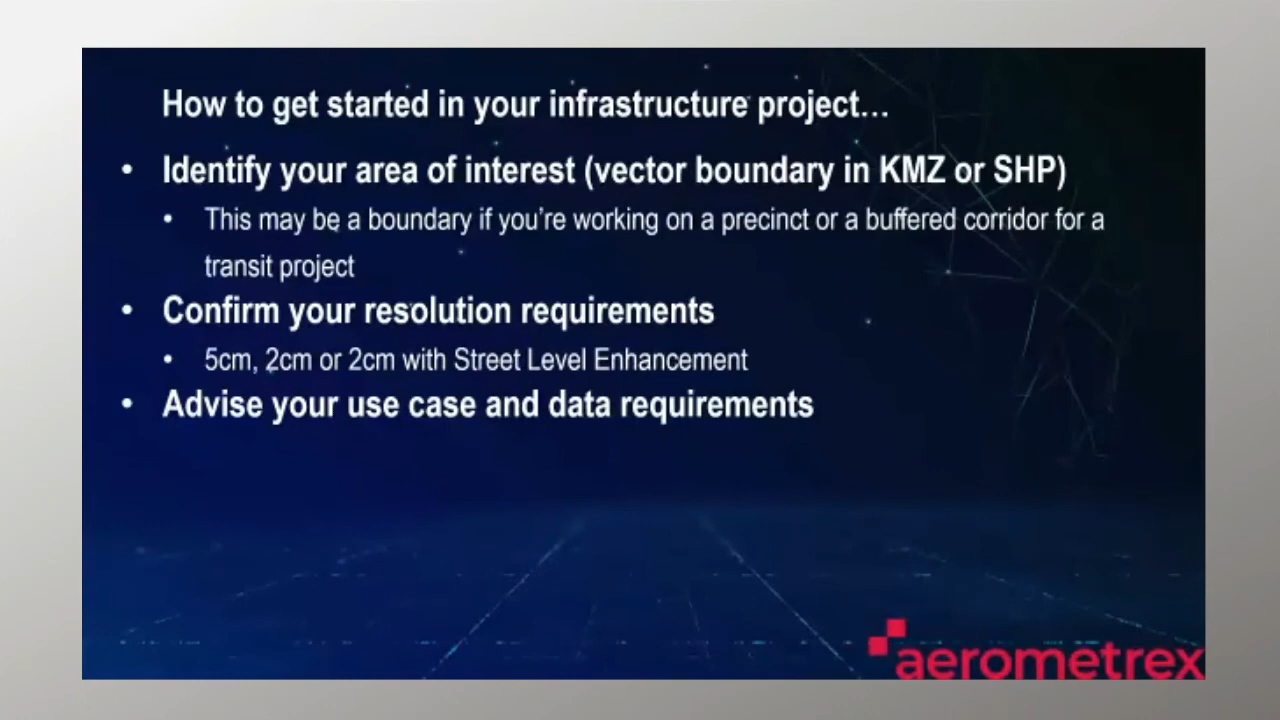 How to get started in your infrastructure project…
• Identify your area of interest (vector boundary in KMZ or SHP)
• This may be a boundary if you're working on a precinct or a buffered corridor for a
transit project
• Confirm your resolution requirements
• 5cm, 2cm or 2cm with Street Level Enhancement
• Advise your use case and data requirements
aerometrex